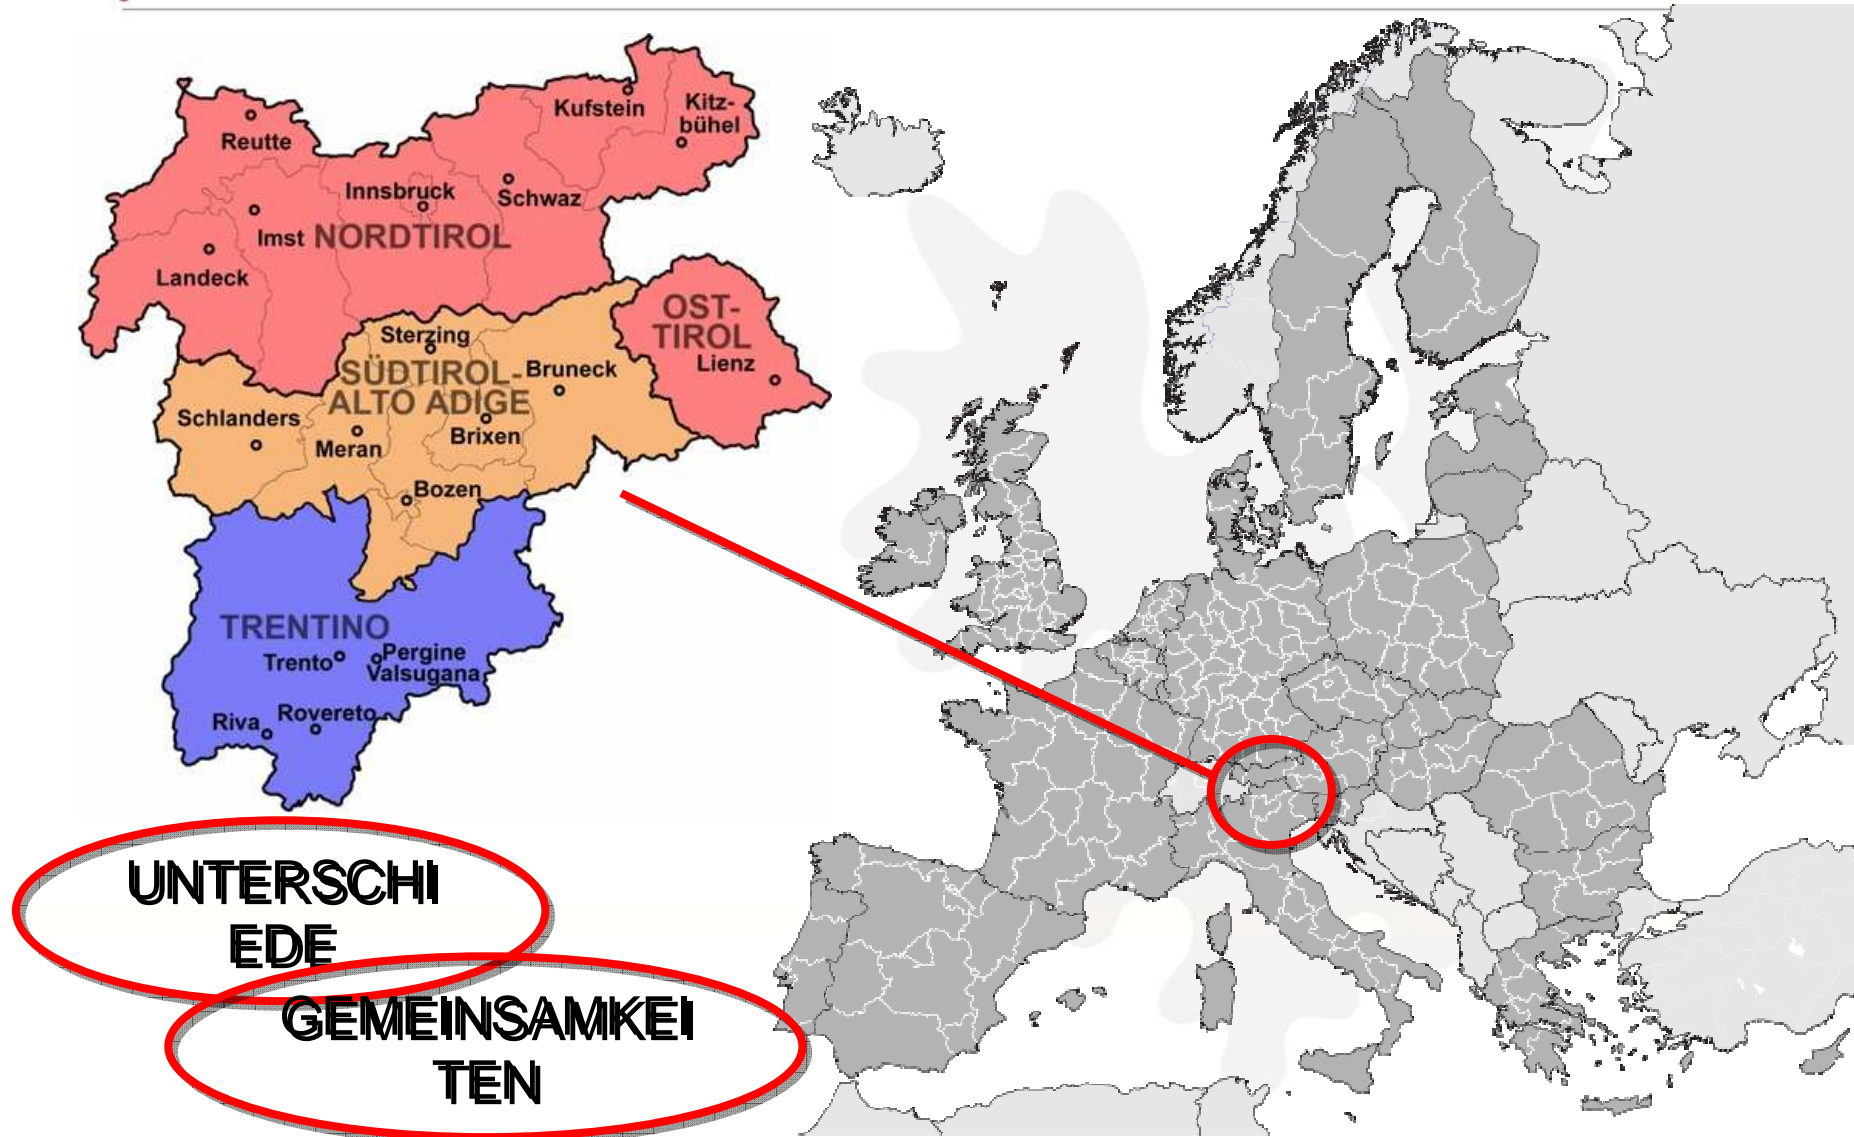 Kufstein
Kitz-
bühel
Reutte
Innsbruck
Schwaz
Imst
NORDTIROL
Landeck
OST-
TIROL
Lienz
Sterzing
SÜDTIROL-
ALTO ADIGE
Bruneck
Schlanders
Meran
Brixen
Bozen
TRENTINO
Trento
Pergine
Valsugana
Riva
Rovereto
UNTERSCHI
EDE
GEMEINSAMKEI
TEN